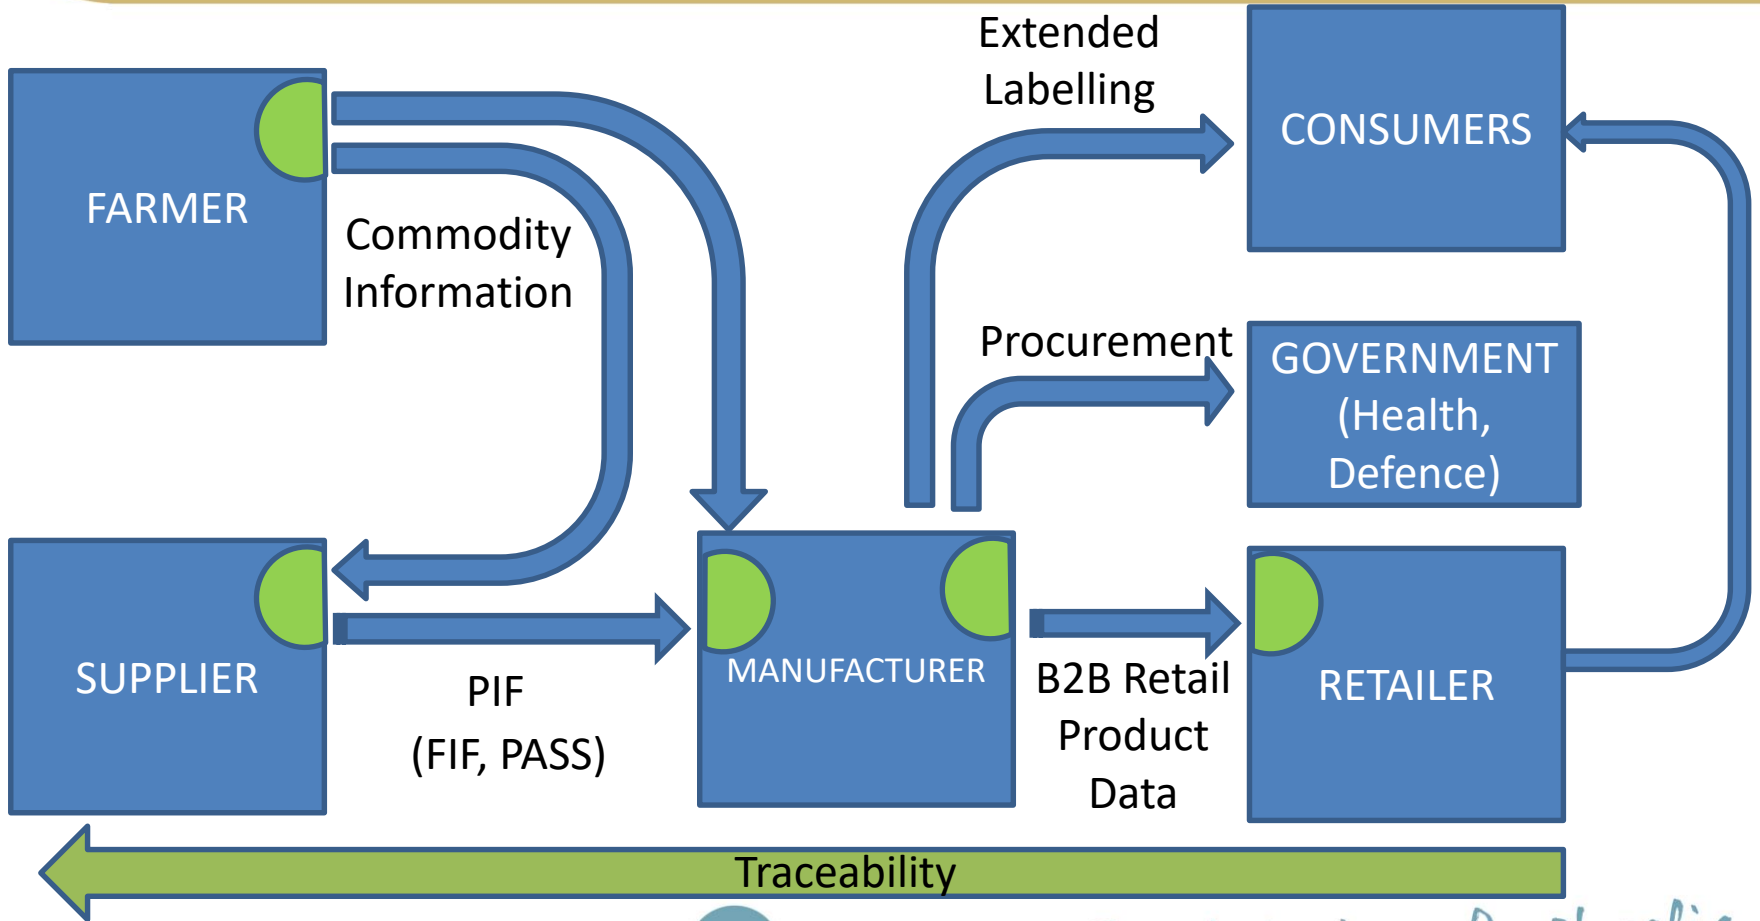 Extended
Labelling
CONSUMERS
FARMER
Commodity
Information
Procurement
GOVERNMENT
(Health,
Defence)
SUPPLIER
PIF
(FIF, PASS)
MANUFACTURER
B2B Retail
Product
Data
RETAILER
Traceability